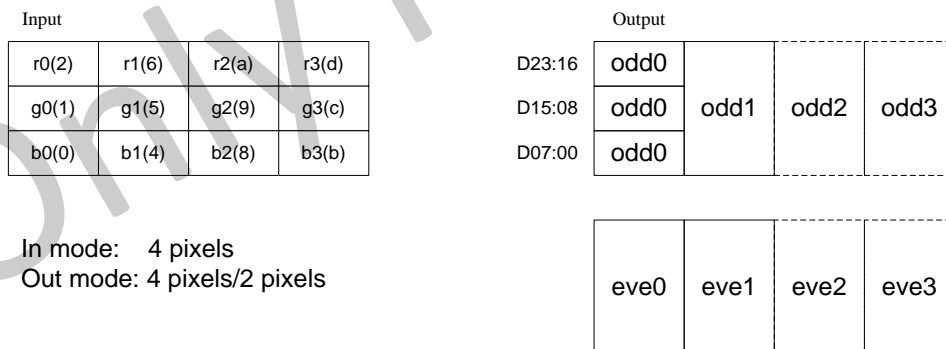 Input
r0(2) r1(6) r2(a) r3(d)
g0(1) g1(5) g2(9) g3(c)
b0(0) b1(4) b2(8) b3(b)
In mode: 4 pixels
Out mode: 4 pixels/2 pixels
Output
D23:16 odd0
D15:08 odd0 odd1 odd2 odd3
D07:00 odd0
eve0 eve1 eve2 eve3
Only